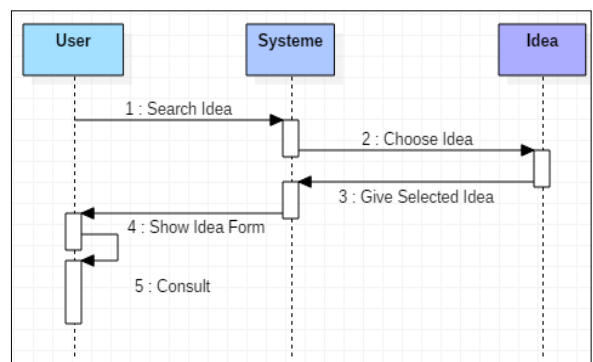 User
Systeme
Idea
1 : Search Idea
2 : Choose Idea
3 : Give Selected Idea
4 : Show Idea Form
5 : Consult